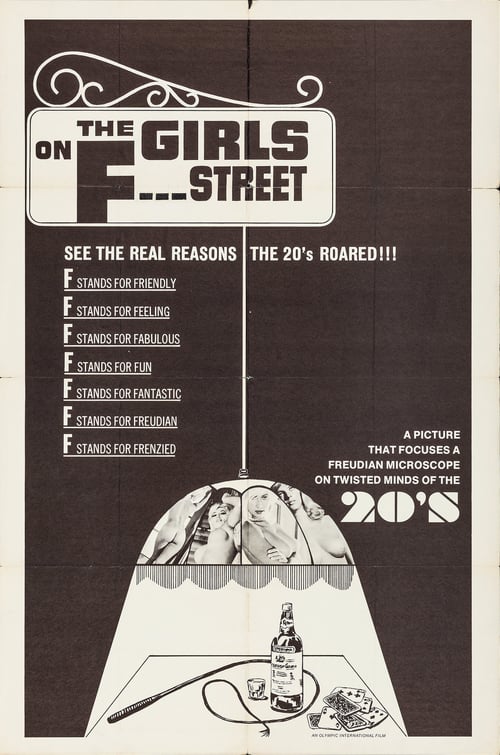 THE GIRLS
ON F...STREET
SEE THE REAL REASONS THE 20's ROARED!!!
F STANDS FOR FRIENDLY
F STANDS FOR FEELING
F STANDS FOR FABULOUS
F STANDS FOR FUN
F STANDS FOR FANTASTIC
F STANDS FOR FREUDIAN
F STANDS FOR FRENZIED
A PICTURE
THAT FOCUSES A
FREUDIAN MICROSCOPE
ON TWISTED MINDS OF THE
20'S
AN OLYMPIC INTERNATIONAL FILM